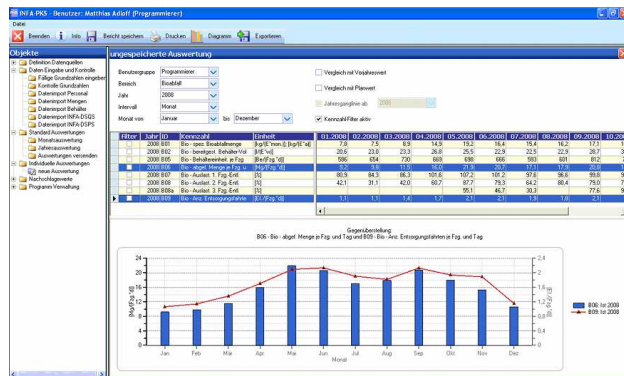 INFA-PKS - Benutzer: Matthias Adloff (Programmierer)
Datei
Beenden Info Bericht speichern Drucken Diagramm Exportieren
Objekte
Definition Datenquellen
Daten-Eingabe und Kontrolle
Fällige Grundzahlen eingeben
Kontrolle Grundzahlen
Datenimport Personal
Datenimport Mengen
Datenimport Behälter
Datenimport INFA-DSQS
Datenimport INFA-DSPS
Standard Auswertungen
Monatsauswertung
Jahresauswertung
Auswertungen versenden
Individuelle Auswertungen
neue Auswertung
Nachschlagewerte
Programm Verwaltung
ungespeicherte Auswertung
Benutzergruppe Programmierer
Bereich Bioabfall
Jahr 2008
Intervall Monat
Monat von Januar bis Dezember
Vergleich mit Vorjahreswert
Vergleich mit Planwert
Jahresganglinie ab 2006
Kennzahl-Filter aktiv
Filter Jahr ID Kennzahl Einheit 01.2008 02.2008 03.2008 04.2008 05.2008 06.2008 07.2008 08.2008 09.2008
2008 B01 Bio - spez. Bioabfallmenge 7,8 7,5 8,9 14,9 19,2 16,4 15,4 16,2 17,1
2008 B02 Bio - bereitgest. Behälter-Vol 20,6 23,0 23,3 26,8 25,5 22,9 22,5 22,9 28,7
2008 B05 Bio - Behältereinheit. je Fzg. 586 654 730 669 698 666 593 601 812
2008 B06 Bio - abgel. Menge je Fzg. u [Mg/(Fzg.*d)] 9,2 9,8 11,5 16,0 21,9 20,7 17,1 17,9 20,8
2008 B07 Bio - Auslast. 1. Fzg.-Entl. [%] 80,9 84,3 86,3 101,6 107,2 101,2 97,6 96,6 99,8
2008 B08 Bio - Auslast. 2. Fzg.-Entl. [%] 42,1 31,1 42,0 60,7 87,7 79,3 64,2 80,4 79,0
2008 B08a Bio - Auslast. 3. Fzg.-Entl. [%] 55,1 46,7 30,3 77,6
2008 B09 Bio - Anz. Entsorgungsfahrte 1,1 1,1 1,4 1,7 2,1 2,1 1,9 1,8 2,1
Gegenüberstellung:
B06 - Bio - abgel. Menge je Fzg. und Tag und B09 - Bio - Anz. Entsorgungsfahrten je Fzg. und Tag
24 2,4
20 2
16 1,6
12 1,2
8 0,8
4 0,4
0 0
[Mg/(Fzg.*d)]
Jan Feb Mär Apr Mai Jun Jul Aug Sep Okt Nov Dez
Monat
B06: Ist 2008
B09: Ist 2008